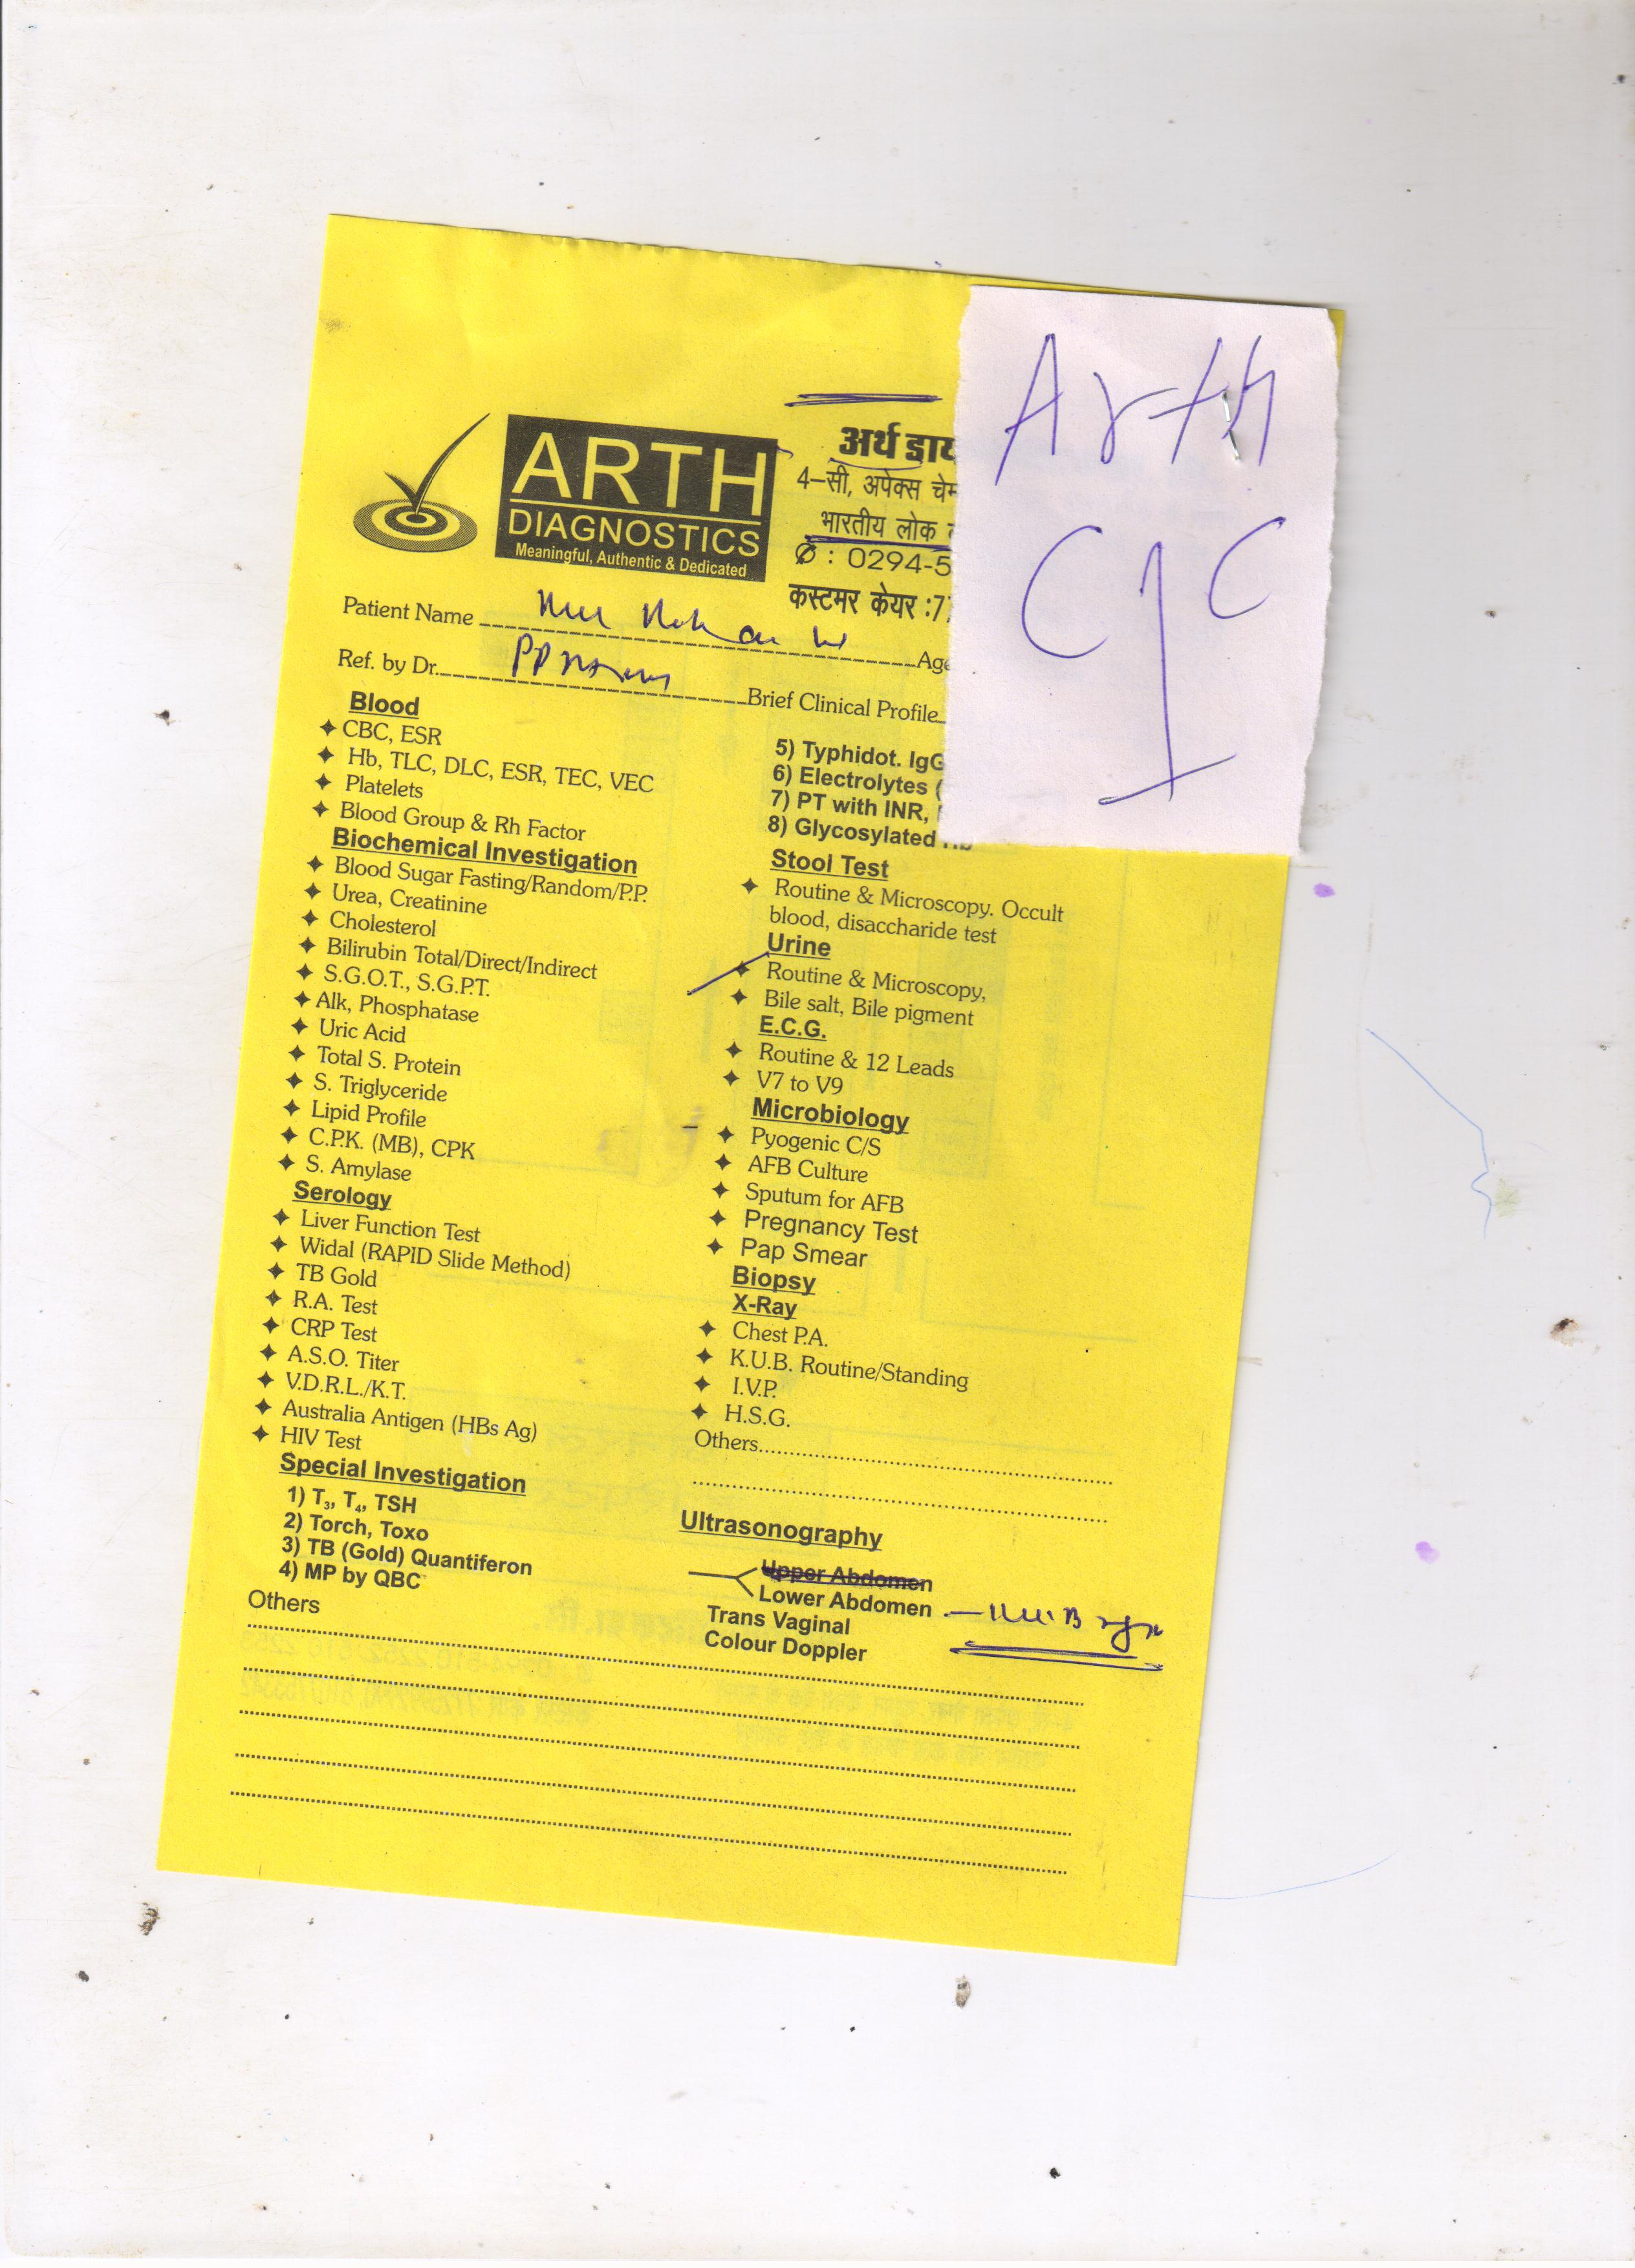 Arth
C 1 C
ARTH
DIAGNOSTICS
Meaningful, Authentic & Dedicated
अर्थ डाय
4–सी, अपेक्स चेम
भारतीय लोक
✆ : 0294-5
कस्टमर केयर :77
Patient Name
Age
Ref. by Dr.
Brief Clinical Profile
Blood
CBC, ESR
Hb, TLC, DLC, ESR, TEC, VEC
Platelets
Blood Group & Rh Factor
Biochemical Investigation
Blood Sugar Fasting/Random/P.P.
Urea, Creatinine
Cholesterol
Bilirubin Total/Direct/Indirect
S.G.O.T., S.G.P.T.
Alk, Phosphatase
Uric Acid
Total S. Protein
S. Triglyceride
Lipid Profile
C.P.K. (MB), CPK
S. Amylase
Serology
Liver Function Test
Widal (RAPID Slide Method)
TB Gold
R.A. Test
CRP Test
A.S.O. Titer
V.D.R.L./K.T.
Australia Antigen (HBs Ag)
HIV Test
Special Investigation
1) T3, T4, TSH
2) Torch, Toxo
3) TB (Gold) Quantiferon
4) MP by QBC
Others
5) Typhidot. IgG
6) Electrolytes (
7) PT with INR,
8) Glycosylated Hb
Stool Test
Routine & Microscopy. Occult
blood, disaccharide test
Urine
Routine & Microscopy,
Bile salt, Bile pigment
E.C.G.
Routine & 12 Leads
V7 to V9
Microbiology
Pyogenic C/S
AFB Culture
Sputum for AFB
Pregnancy Test
Pap Smear
Biopsy
X-Ray
Chest P.A.
K.U.B. Routine/Standing
I.V.P.
H.S.G.
Others
Ultrasonography
Upper Abdomen
Lower Abdomen
Trans Vaginal
Colour Doppler